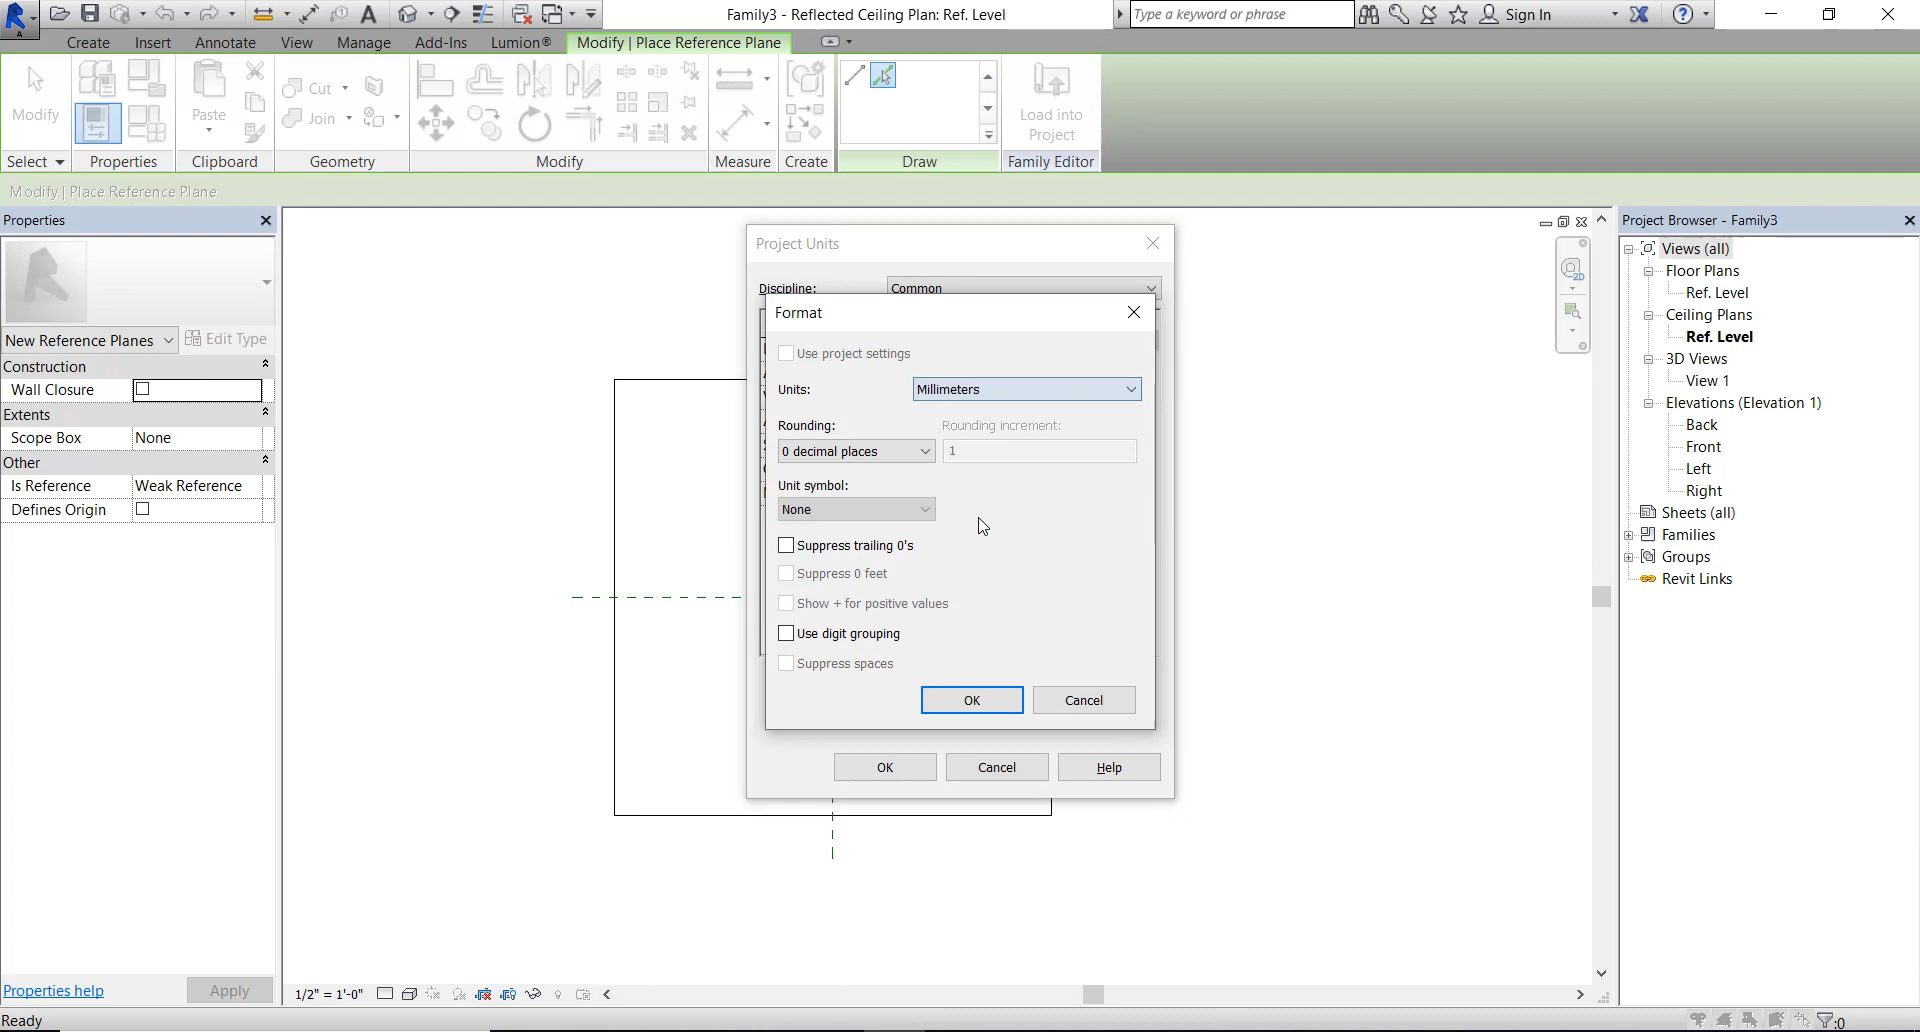 Family3 - Reflected Ceiling Plan: Ref. Level
Type a keyword or phrase
Sign In
Create
Insert
Annotate
View
Manage
Add-Ins
Lumion®
Modify | Place Reference Plane
Modify
Paste
Cut
Join
Load into
Project
Select
Properties
Clipboard
Geometry
Modify
Measure
Create
Draw
Family Editor
Modify | Place Reference Plane
Properties
New Reference Planes
Edit Type
Construction
Wall Closure
Extents
Scope Box
None
Other
Is Reference
Weak Reference
Defines Origin
Properties help
Apply
Project Units
Discipline:
Common
Format
Use project settings
Units:
Millimeters
Rounding:
Rounding increment:
0 decimal places
1
Unit symbol:
None
Suppress trailing 0's
Suppress 0 feet
Show + for positive values
Use digit grouping
Suppress spaces
OK
Cancel
OK
Cancel
Help
2D
Project Browser - Family3
Views (all)
Floor Plans
Ref. Level
Ceiling Plans
Ref. Level
3D Views
View 1
Elevations (Elevation 1)
Back
Front
Left
Right
Sheets (all)
Families
Groups
Revit Links
1/2" = 1'-0"
Ready
:0